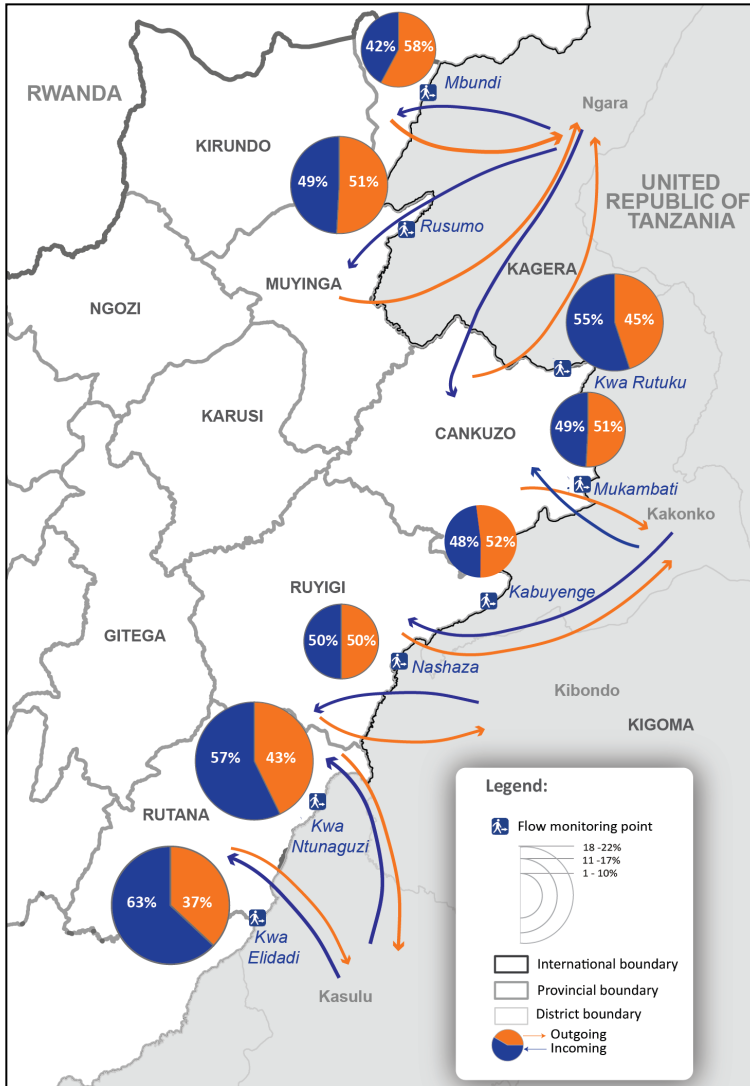 42%
58%
Mbundi
RWANDA
Ngara
KIRUNDO
49%
51%
UNITED
REPUBLIC OF
TANZANIA
Rusumo
KAGERA
MUYINGA
NGOZI
55%
45%
Kwa Rutuku
KARUSI
CANKUZO
49%
51%
Mukambati
Kakonko
48%
52%
RUYIGI
Kabuyenge
GITEGA
50%
50%
Nashaza
Kibondo
KIGOMA
57%
43%
RUTANA
Kwa
Ntunaguzi
63%
37%
Kwa
Elidadi
Kasulu
Legend:
Flow monitoring point
18 -22%
11 -17%
1 - 10%
International boundary
Provincial boundary
District boundary
Outgoing
Incoming